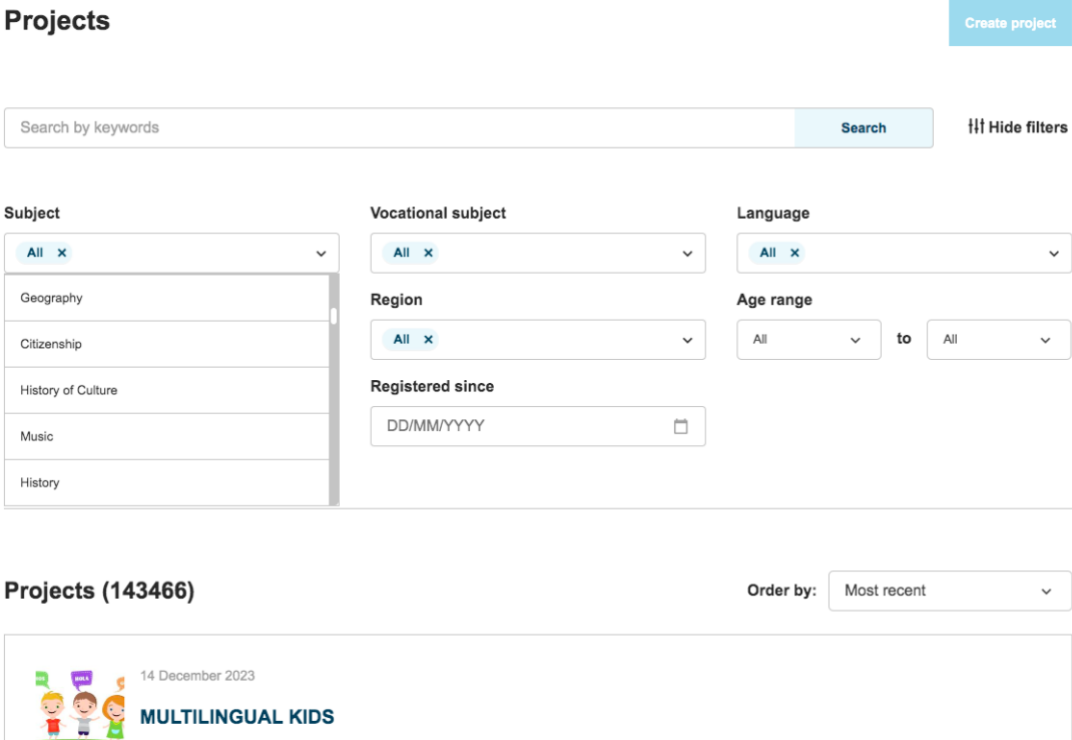 Projects
Create project
Search by keywords
Search
Hide filters
Subject
Vocational subject
Language
All ×
All ×
All ×
Geography
Citizenship
History of Culture
Music
History
Region
Age range
All ×
All
to
All
Registered since
DD/MM/YYYY
Projects (143466)
Order by:
Most recent
14 December 2023
HOLA
MULTILINGUAL KIDS